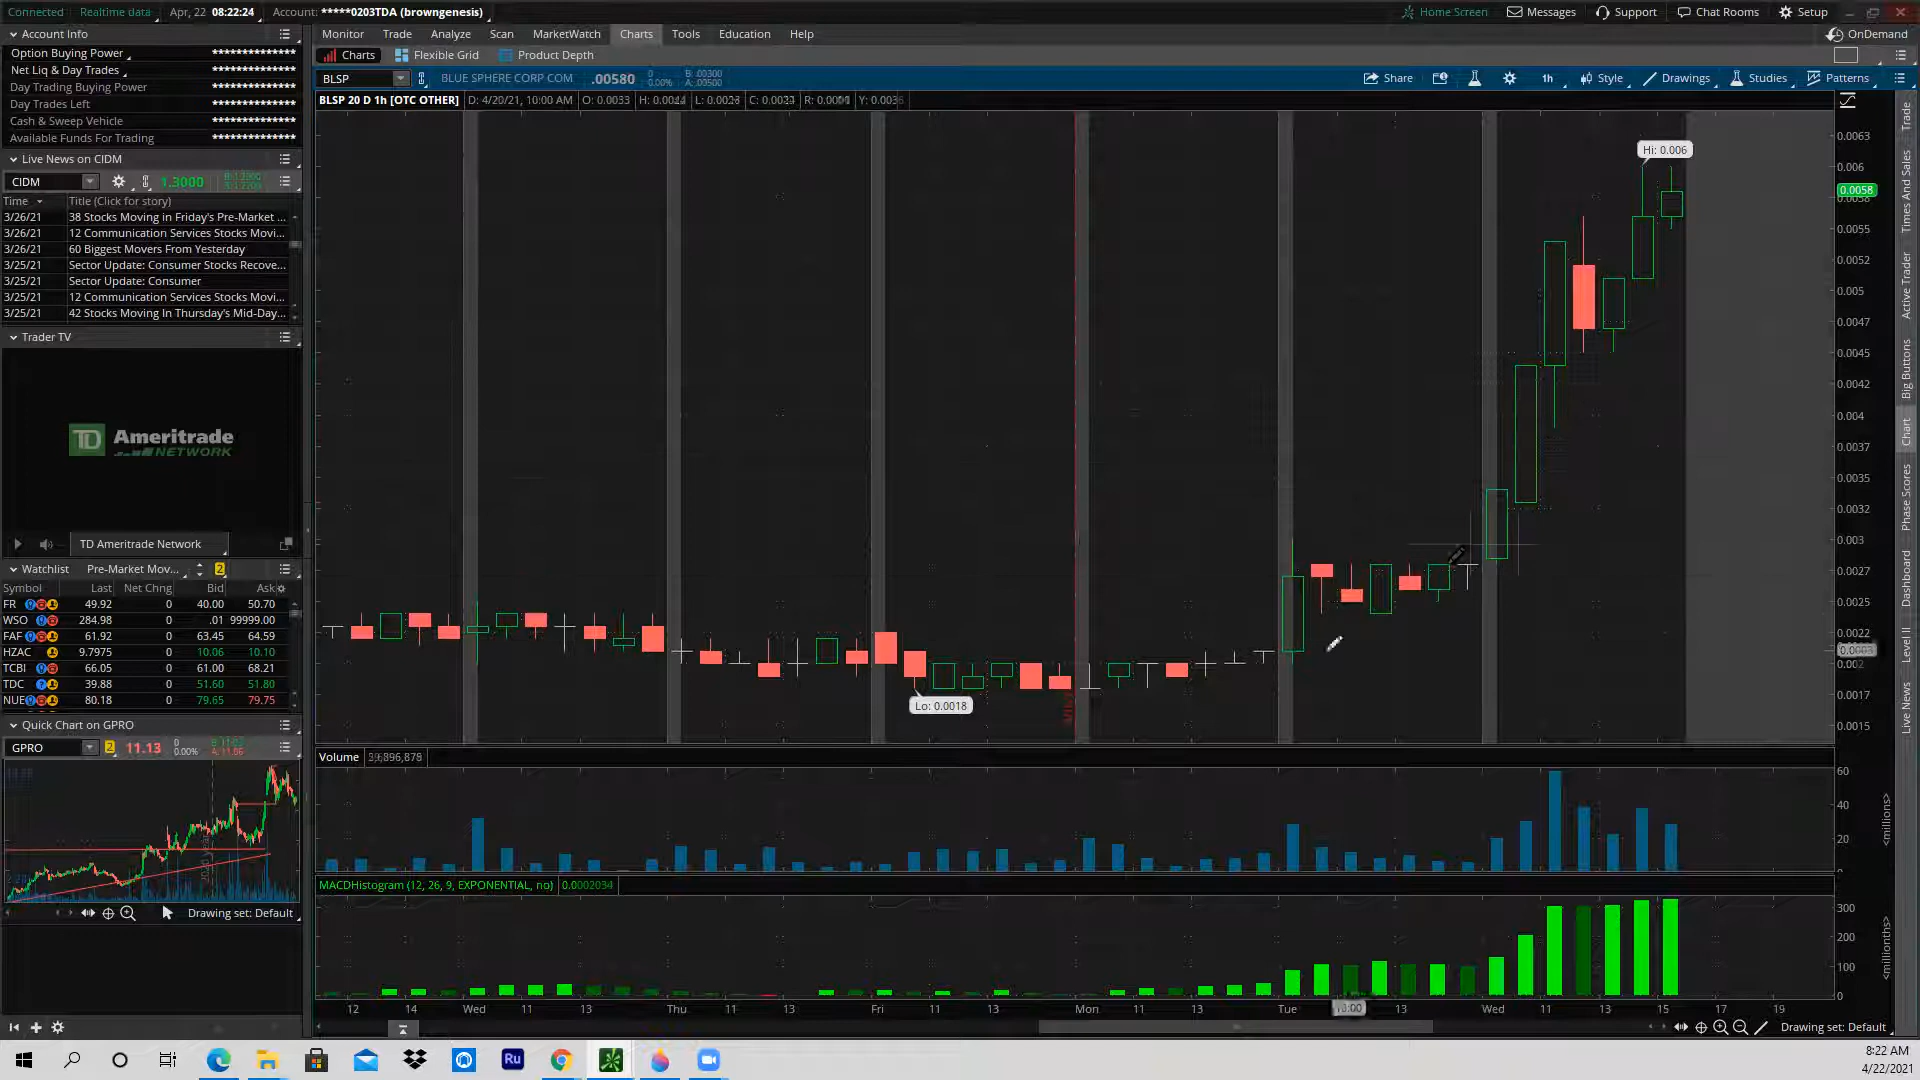 Connected Realtime data Apr, 22 08:22:24 Account: *****0203TDA (browngenesis) Home Screen Messages Support Chat Rooms Setup
Account Info Monitor Trade Analyze Scan MarketWatch Charts Tools Education Help OnDemand
Option Buying Power **************
Net Liq & Day Trades **************
Day Trading Buying Power **************
Day Trades Left **************
Cash & Sweep Vehicle **************
Available Funds For Trading **************
Charts Flexible Grid Product Depth
BLSP BLUE SPHERE CORP COM .00580 0 0.00% B: .00300 A: .00500 Share 1h Style Drawings Studies Patterns
BLSP 20 D 1h [OTC OTHER] D: 4/20/21, 10:00 AM O: 0.0033
Live News on CIDM
CIDM 1.3000
Time Title (Click for story)
3/26/21 38 Stocks Moving in Friday's Pre-Market ...
3/26/21 12 Communication Services Stocks Movi...
3/26/21 60 Biggest Movers From Yesterday
3/25/21 Sector Update: Consumer Stocks Recove...
3/25/21 Sector Update: Consumer
3/25/21 12 Communication Services Stocks Movi...
3/25/21 42 Stocks Moving In Thursday's Mid-Day...
Trader TV
TD Ameritrade
NETWORK
TD Ameritrade Network
Watchlist Pre-Market Mov... 2
Symbol Last Net Chng Bid Ask
FR 49.92 0 40.00 50.70
WSO 284.98 0 .01 99999.00
FAF 61.92 0 63.45 64.59
HZAC 9.7975 0 10.06 10.10
TCBI 66.05 0 61.00 68.21
TDC 39.88 0 51.60 51.80
NUE 80.18 0 79.65 79.75
Quick Chart on GPRO
GPRO 2 11.13 0 0.00%
Drawing set: Default
Hi: 0.006
Lo: 0.0018
0.0063
0.006
0.0058
0.0055
0.0052
0.005
0.0047
0.0045
0.0042
0.004
0.0037
0.0035
0.0032
0.003
0.0027
0.0025
0.0022
0.002
0.0017
0.0015
Volume
60
40
20
<millions>
MACDHistogram (12, 26, 9, EXPONENTIAL, no) 0.0002034
300
200
100
0
<millionths>
12 14 Wed 11 13 Thu 11 13 Fri 11 13 Mon 11 13 Tue 13 Wed 11 13 15 17 19
Drawing set: Default
Trade
Times And Sales
Active Trader
Big Buttons
Chart
Phase Scores
Dashboard
Level II
Live News
Ru
8:22 AM
4/22/2021